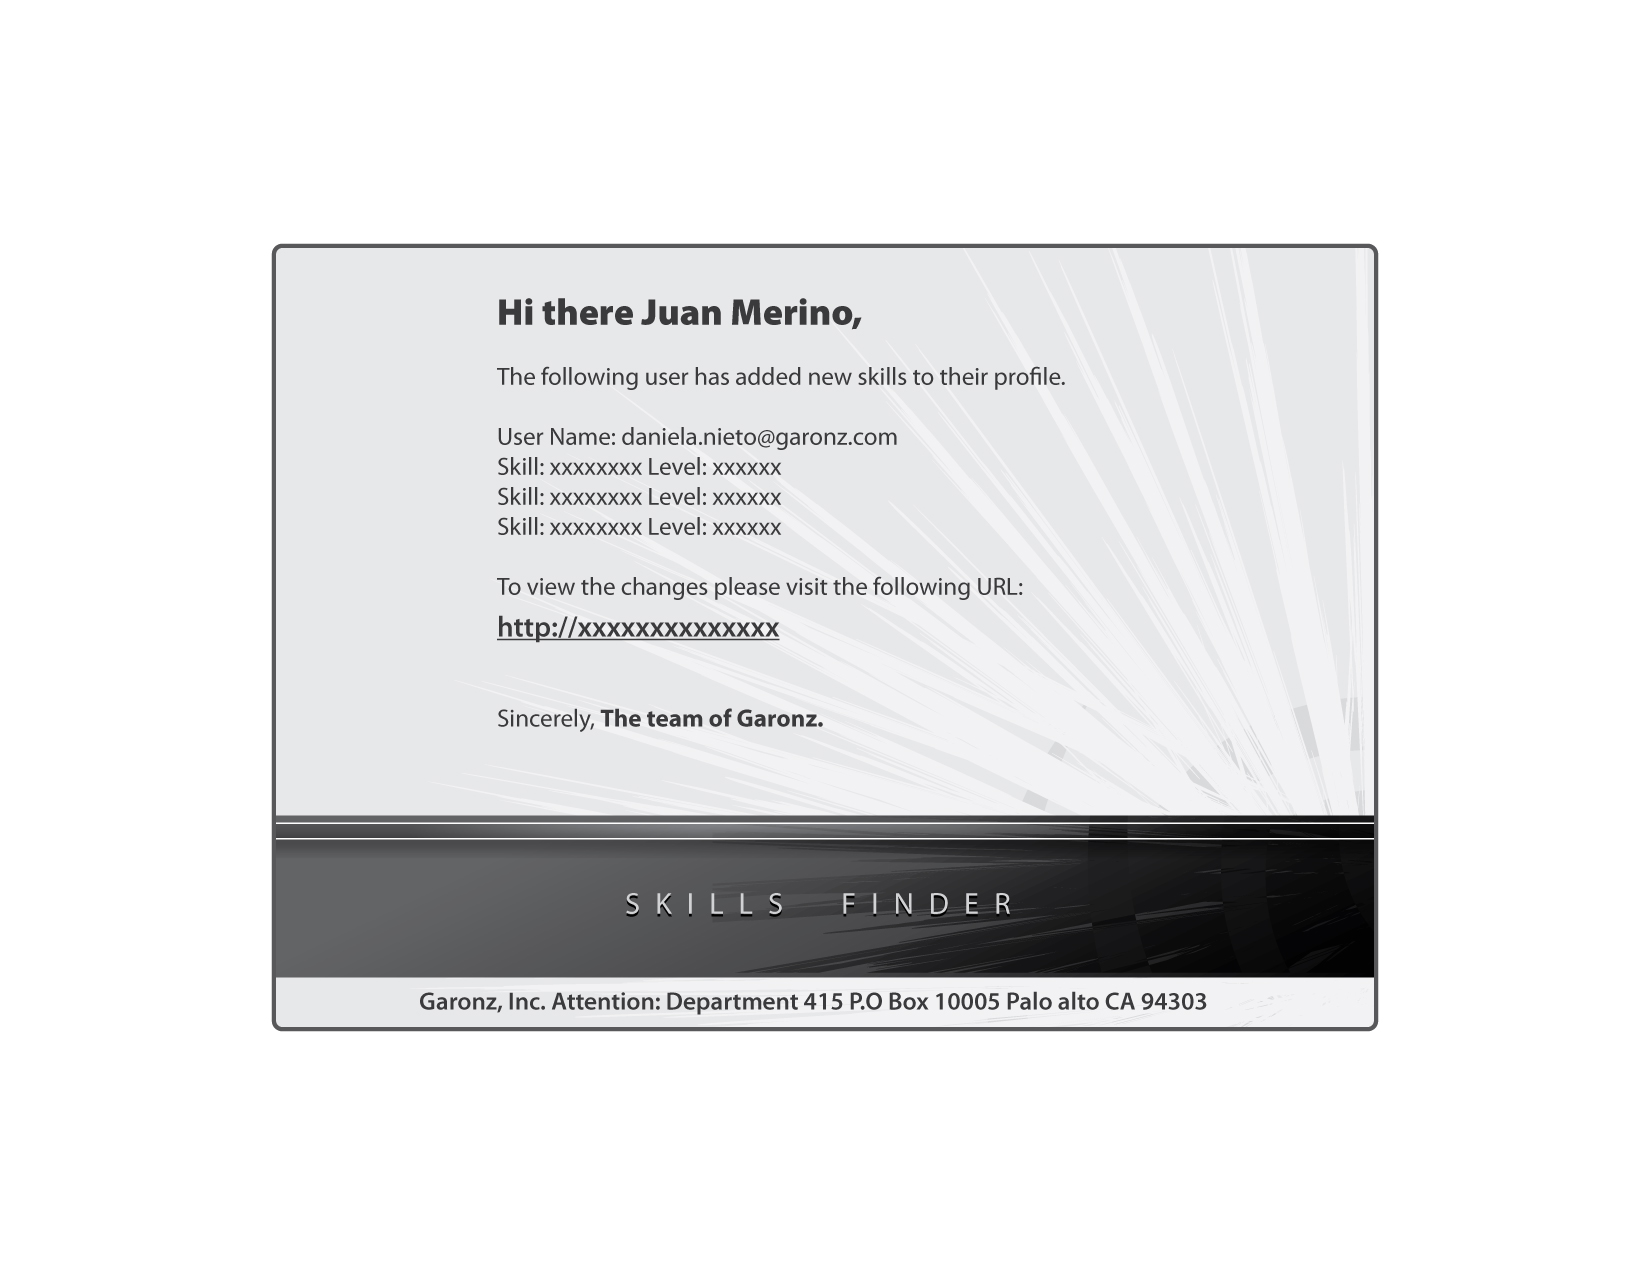 Hi there Juan Merino,
The following user has added new skills to their profile.
User Name: daniela.nieto@garonz.com
Skill: xxxxxxxx Level: xxxxxx
Skill: xxxxxxxx Level: xxxxxx
Skill: xxxxxxxx Level: xxxxxx
To view the changes please visit the following URL:
http://xxxxxxxxxxxxxx
Sincerely, The team of Garonz.
SKILLS FINDER
Garonz, Inc. Attention: Department 415 P.O Box 10005 Palo alto CA 94303